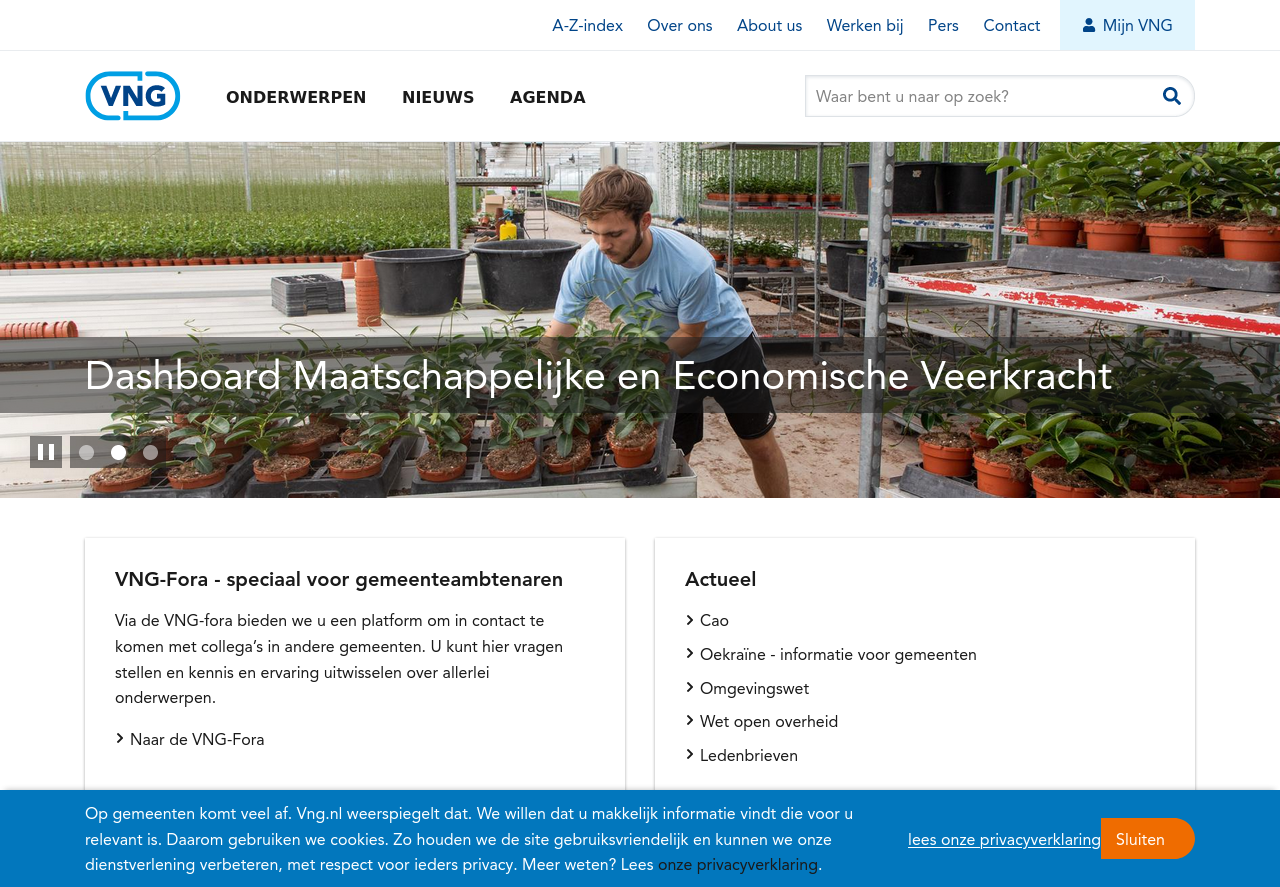 A-Z-index Over ons About us Werken bij Pers Contact Mijn VNG
VNG ONDERWERPEN NIEUWS AGENDA Waar bent u naar op zoek?
Dashboard Maatschappelijke en Economische Veerkracht
VNG-Fora - speciaal voor gemeenteambtenaren
Via de VNG-fora bieden we u een platform om in contact te
komen met collega’s in andere gemeenten. U kunt hier vragen
stellen en kennis en ervaring uitwisselen over allerlei
onderwerpen.
Naar de VNG-Fora
Actueel
Cao
Oekraïne - informatie voor gemeenten
Omgevingswet
Wet open overheid
Ledenbrieven
Op gemeenten komt veel af. Vng.nl weerspiegelt dat. We willen dat u makkelijk informatie vindt die voor u
relevant is. Daarom gebruiken we cookies. Zo houden we de site gebruiksvriendelijk en kunnen we onze
dienstverlening verbeteren, met respect voor ieders privacy. Meer weten? Lees onze privacyverklaring.
lees onze privacyverklaring Sluiten